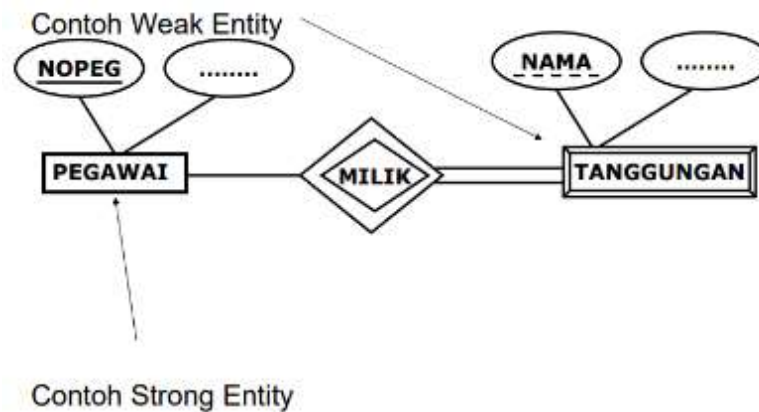 Contoh Weak Entity
NOPEG
........
NAMA
........
PEGAWAI
MILIK
TANGGUNGAN
Contoh Strong Entity